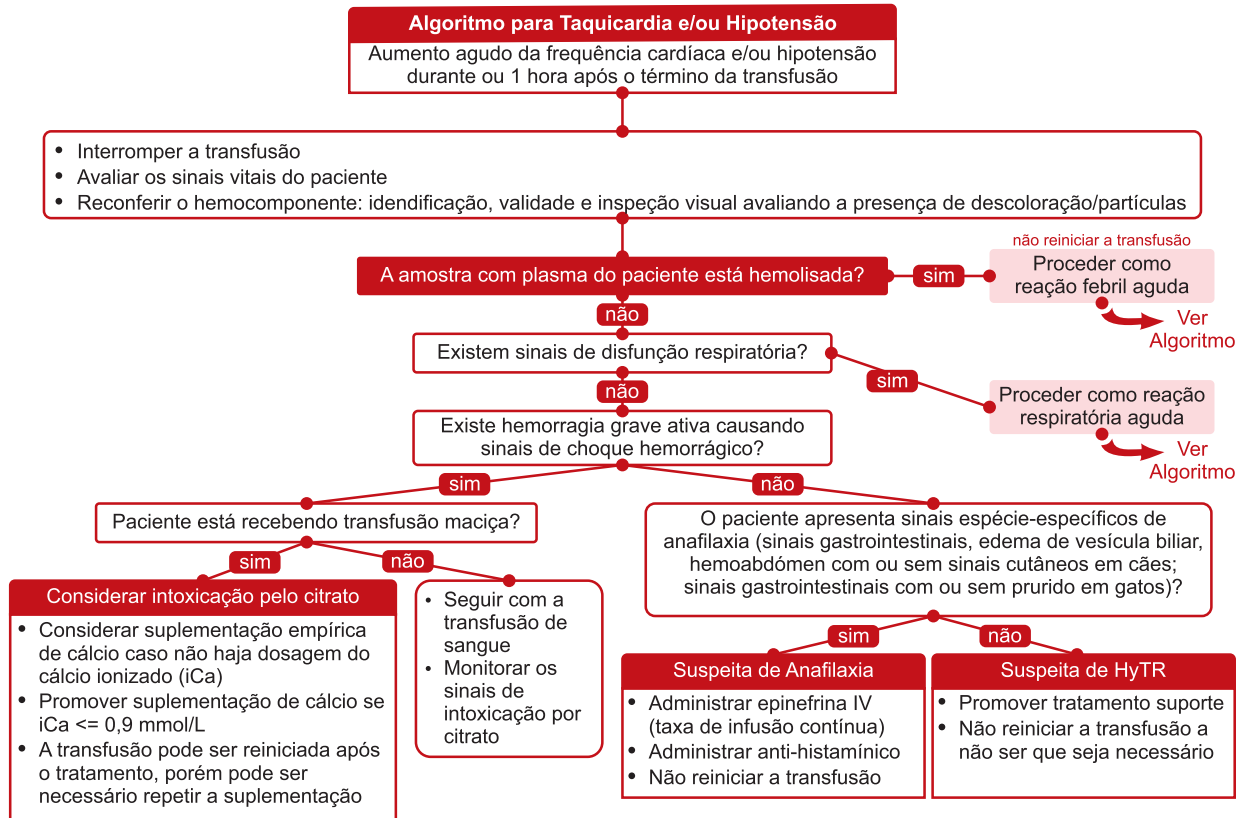 Algoritmo para Taquicardia e/ou Hipotensão
Aumento agudo da frequência cardíaca e/ou hipotensão
durante ou 1 hora após o término da transfusão
• Interromper a transfusão
• Avaliar os sinais vitais do paciente
• Reconferir o hemocomponente: idenficação, validade e inspeção visual avaliando a presença de descoloração/partículas
A amostra com plasma do paciente está hemolisada?
sim
não reiniciar a transfusão
Proceder como
reação febril aguda
Ver
Algoritmo
não
Existem sinais de disfunção respiratória?
sim
Proceder como reação
respiratória aguda
Ver
Algoritmo
não
Existe hemorragia grave ativa causando
sinais de choque hemorrágico?
sim
não
Paciente está recebendo transfusão maciça?
sim
não
Considerar intoxicação pelo citrato
• Considerar suplementação empírica
de cálcio caso não haja dosagem do
cálcio ionizado (iCa)
• Promover suplementação de cálcio se
iCa <= 0,9 mmol/L
• A transfusão pode ser reiniciada após
o tratamento, porém pode ser
necessário repetir a suplementação
• Seguir com a
transfusão de
sangue
• Monitorar os
sinais de
intoxicação por
citrato
O paciente apresenta sinais espécie-específicos de
anafilaxia (sinais gastrointestinais, edema de vesícula biliar,
hemoabdómen com ou sem sinais cutâneos em cães;
sinais gastrointestinais com ou sem prurido em gatos)?
sim
não
Suspeita de Anafilaxia
• Administrar epinefrina IV
(taxa de infusão contínua)
• Administrar anti-histamínico
• Não reiniciar a transfusão
Suspeita de HyTR
• Promover tratamento suporte
• Não reiniciar a transfusão a
não ser que seja necessário